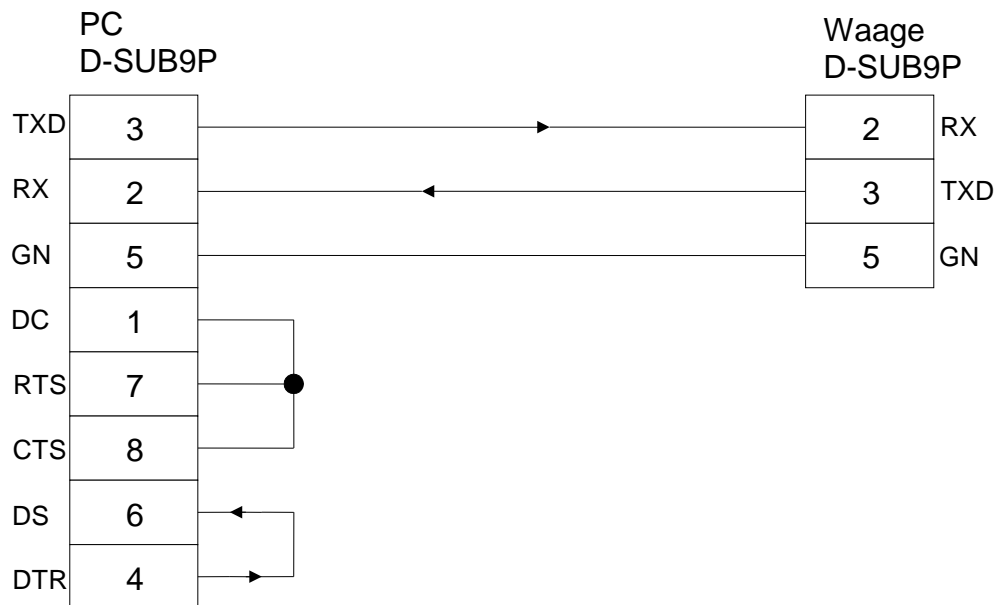 PC
D-SUB9P
Waage
D-SUB9P
TXD 3 2 RX
RX 2 3 TXD
GN 5 5 GN
DC 1
RTS 7
CTS 8
DS 6
DTR 4